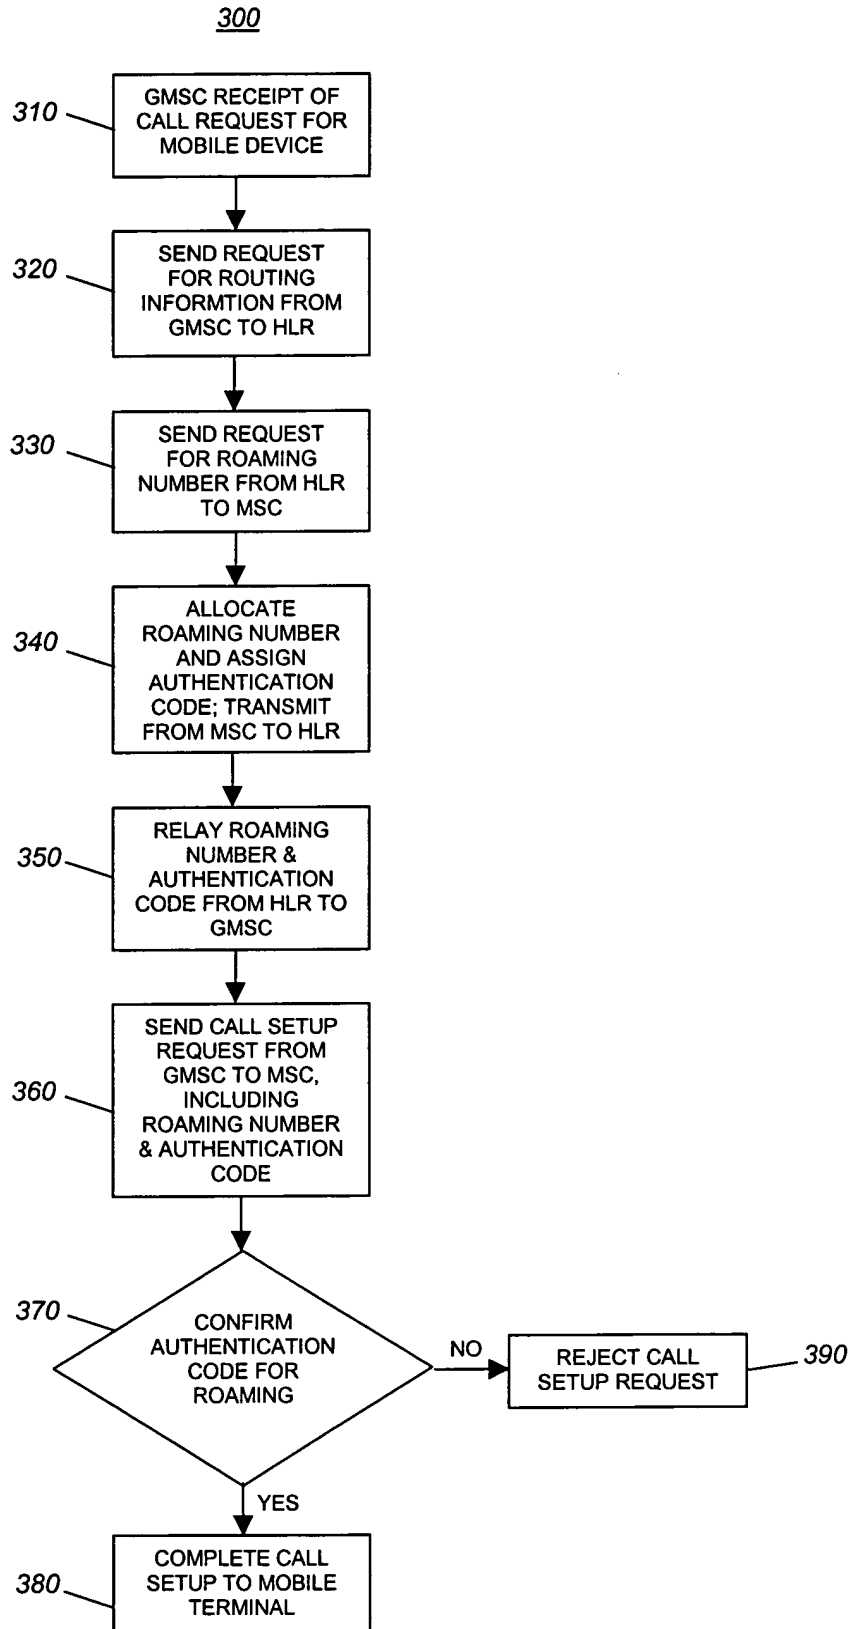 300
310
GMSC RECEIPT OF
CALL REQUEST FOR
MOBILE DEVICE
320
SEND REQUEST
FOR ROUTING
INFORMTION FROM
GMSC TO HLR
330
SEND REQUEST
FOR ROAMING
NUMBER FROM HLR
TO MSC
340
ALLOCATE
ROAMING NUMBER
AND ASSIGN
AUTHENTICATION
CODE; TRANSMIT
FROM MSC TO HLR
350
RELAY ROAMING
NUMBER &
AUTHENTICATION
CODE FROM HLR TO
GMSC
360
SEND CALL SETUP
REQUEST FROM
GMSC TO MSC,
INCLUDING
ROAMING NUMBER
& AUTHENTICATION
CODE
370
CONFIRM
AUTHENTICATION
CODE FOR
ROAMING
NO
REJECT CALL
SETUP REQUEST
390
YES
380
COMPLETE CALL
SETUP TO MOBILE
TERMINAL